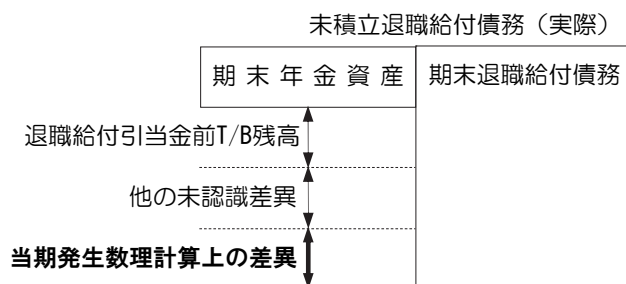 未積立退職給付債務（実際）
期末年金資産
期末退職給付債務
退職給付引当金前T/B残高
他の未認識差異
当期発生数理計算上の差異